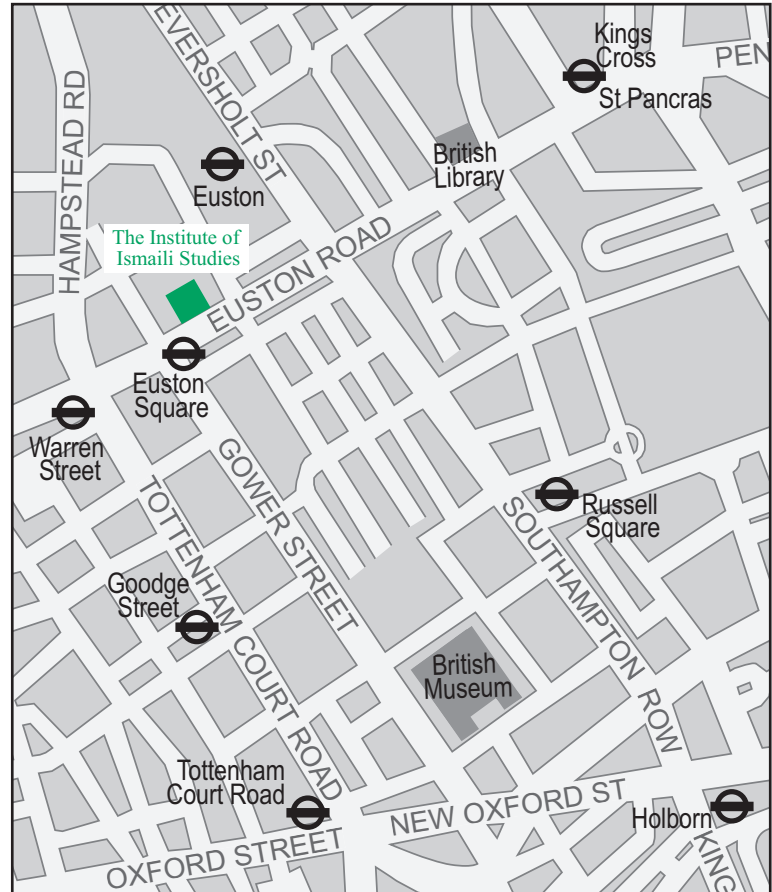 Kings
Cross
St Pancras
PEN
EVERSHOLT ST
HAMPSTEAD RD
British
Library
Euston
The Institute of
Ismaili Studies
EUSTON ROAD
Euston
Square
Warren
Street
GOWER STREET
TOTTENHAM COURT ROAD
Russell
Square
SOUTHAMPTON ROW
Goodge
Street
British
Museum
Tottenham
Court Road
NEW OXFORD ST
Holborn
OXFORD STREET
KING